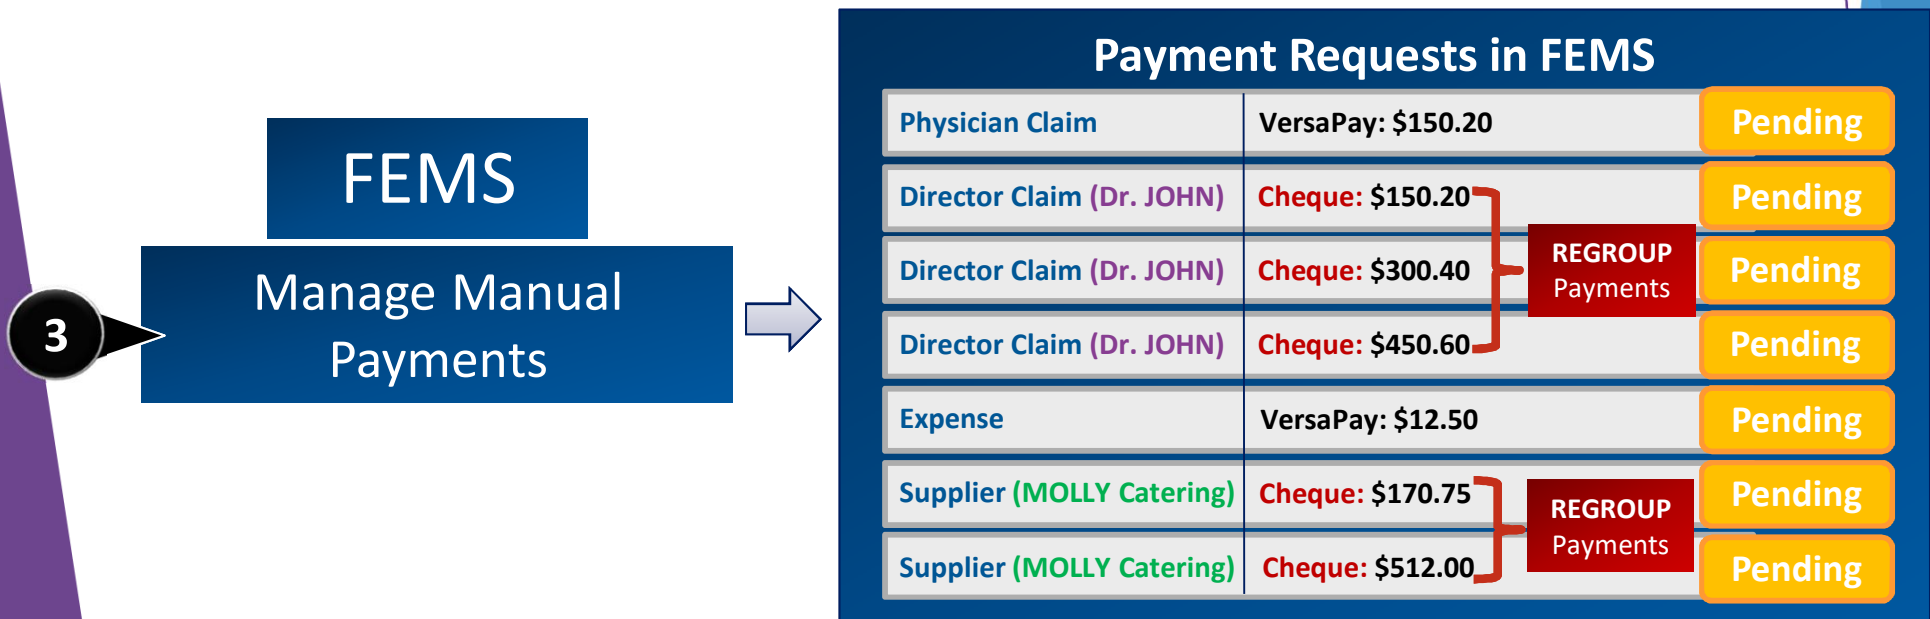 FEMS
Manage Manual
Payments
3
Payment Requests in FEMS
Physician Claim VersaPay: $150.20 Pending
Director Claim (Dr. JOHN) Cheque: $150.20 Pending
Director Claim (Dr. JOHN) Cheque: $300.40 Pending
Director Claim (Dr. JOHN) Cheque: $450.60 Pending
REGROUP
Payments
Expense VersaPay: $12.50 Pending
Supplier (MOLLY Catering) Cheque: $170.75 Pending
Supplier (MOLLY Catering) Cheque: $512.00 Pending
REGROUP
Payments